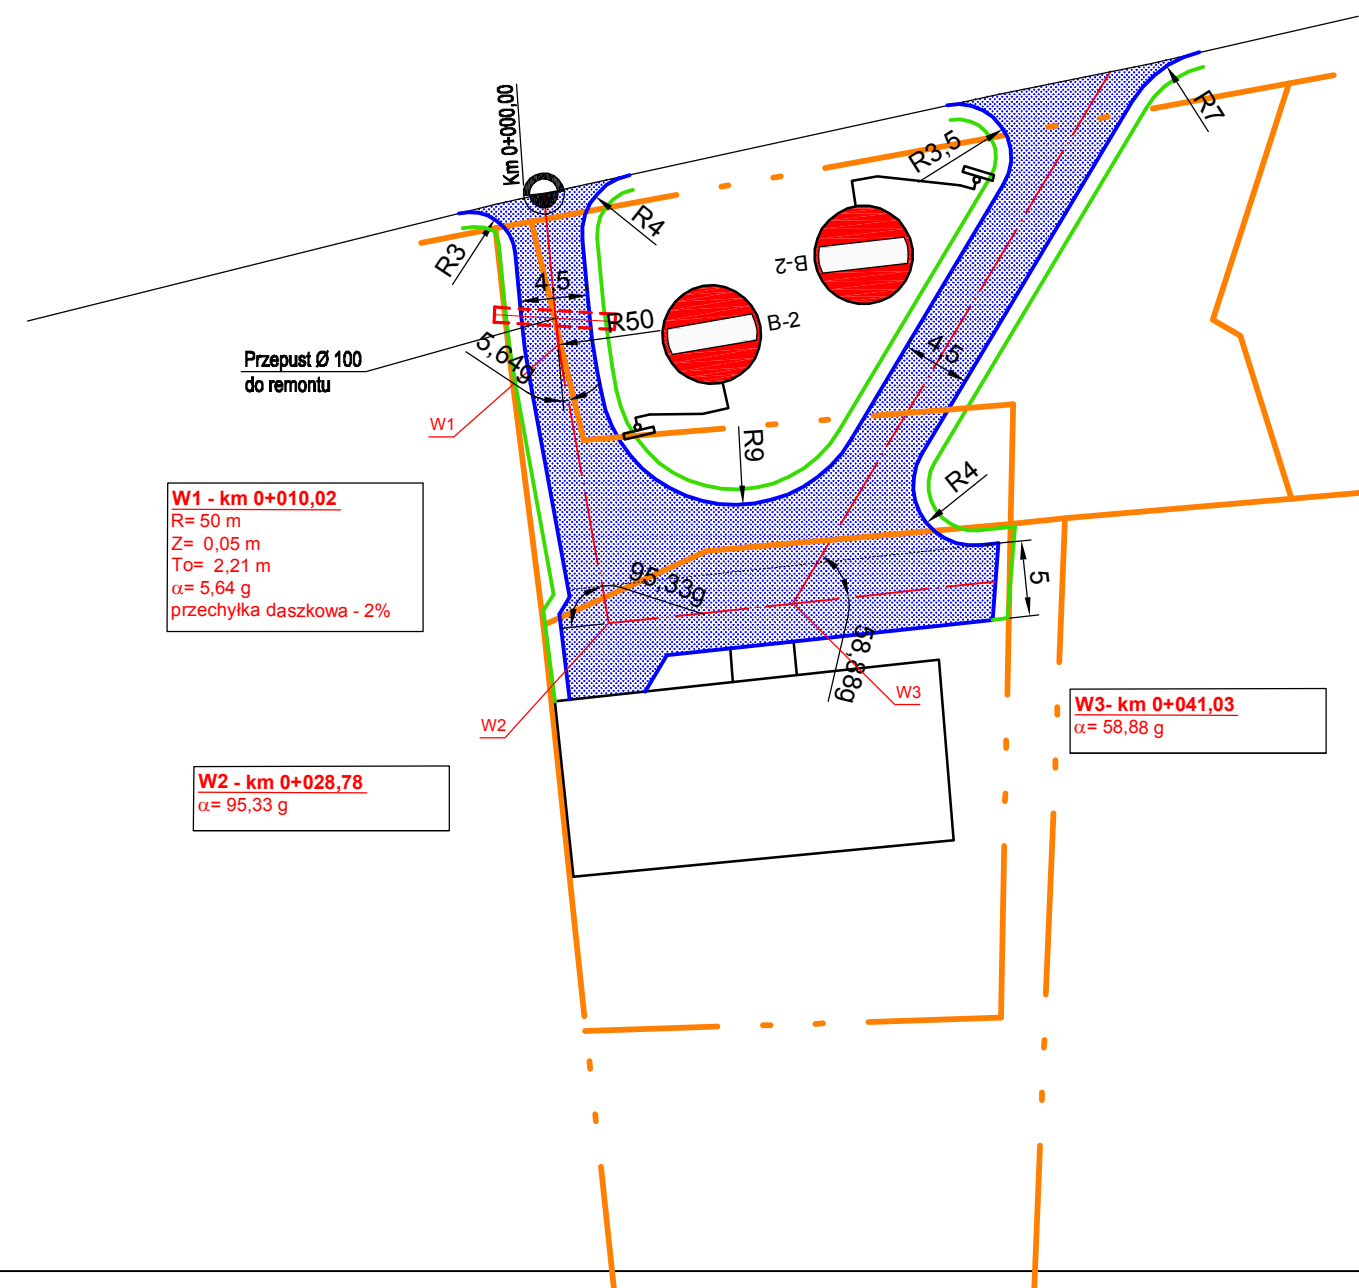 Km 0+000,00
R7
R3,5
R4
R3
B-2
4,5
R50
B-2
5,64g
Przepust Ø 100
do remontu
4,5
W1
R9
R4
W1 - km 0+010,02
R= 50 m
Z= 0,05 m
To= 2,21 m
α= 5,64 g
przechyłka daszkowa - 2%
95,33g
5
58,88g
W3
W2
W3- km 0+041,03
α= 58,88 g
W2 - km 0+028,78
α= 95,33 g